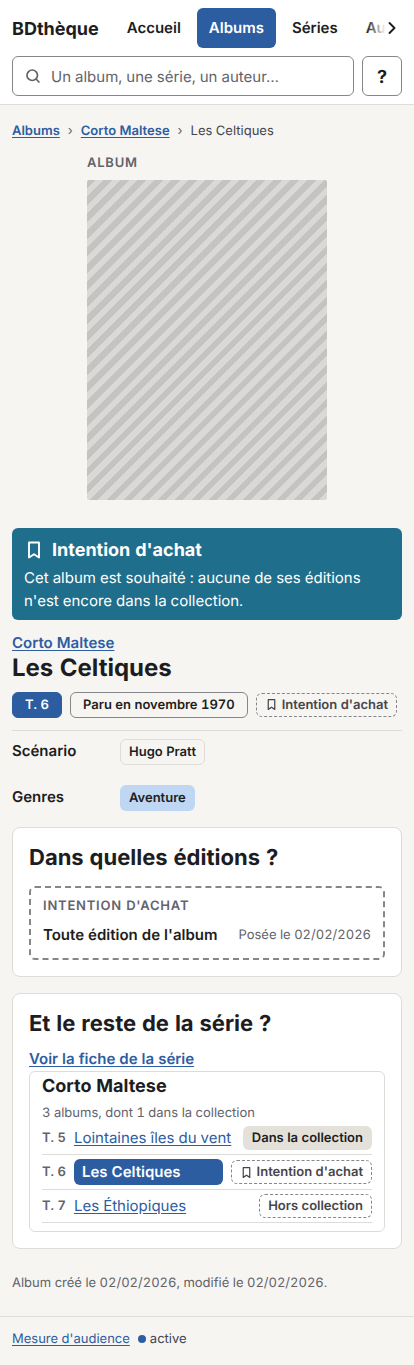 BDthèque Accueil Albums Séries Au
Un album, une série, un auteur... ?
Albums › Corto Maltese › Les Celtiques
ALBUM
Intention d'achat
Cet album est souhaité : aucune de ses éditions
n'est encore dans la collection.
Corto Maltese
Les Celtiques
T. 6 Paru en novembre 1970 Intention d'achat
Scénario Hugo Pratt
Genres Aventure
Dans quelles éditions ?
INTENTION D'ACHAT
Toute édition de l'album Posée le 02/02/2026
Et le reste de la série ?
Voir la fiche de la série
Corto Maltese
3 albums, dont 1 dans la collection
T. 5 Lointaines îles du vent Dans la collection
T. 6 Les Celtiques Intention d'achat
T. 7 Les Éthiopiques Hors collection
Album créé le 02/02/2026, modifié le 02/02/2026.
Mesure d'audience active